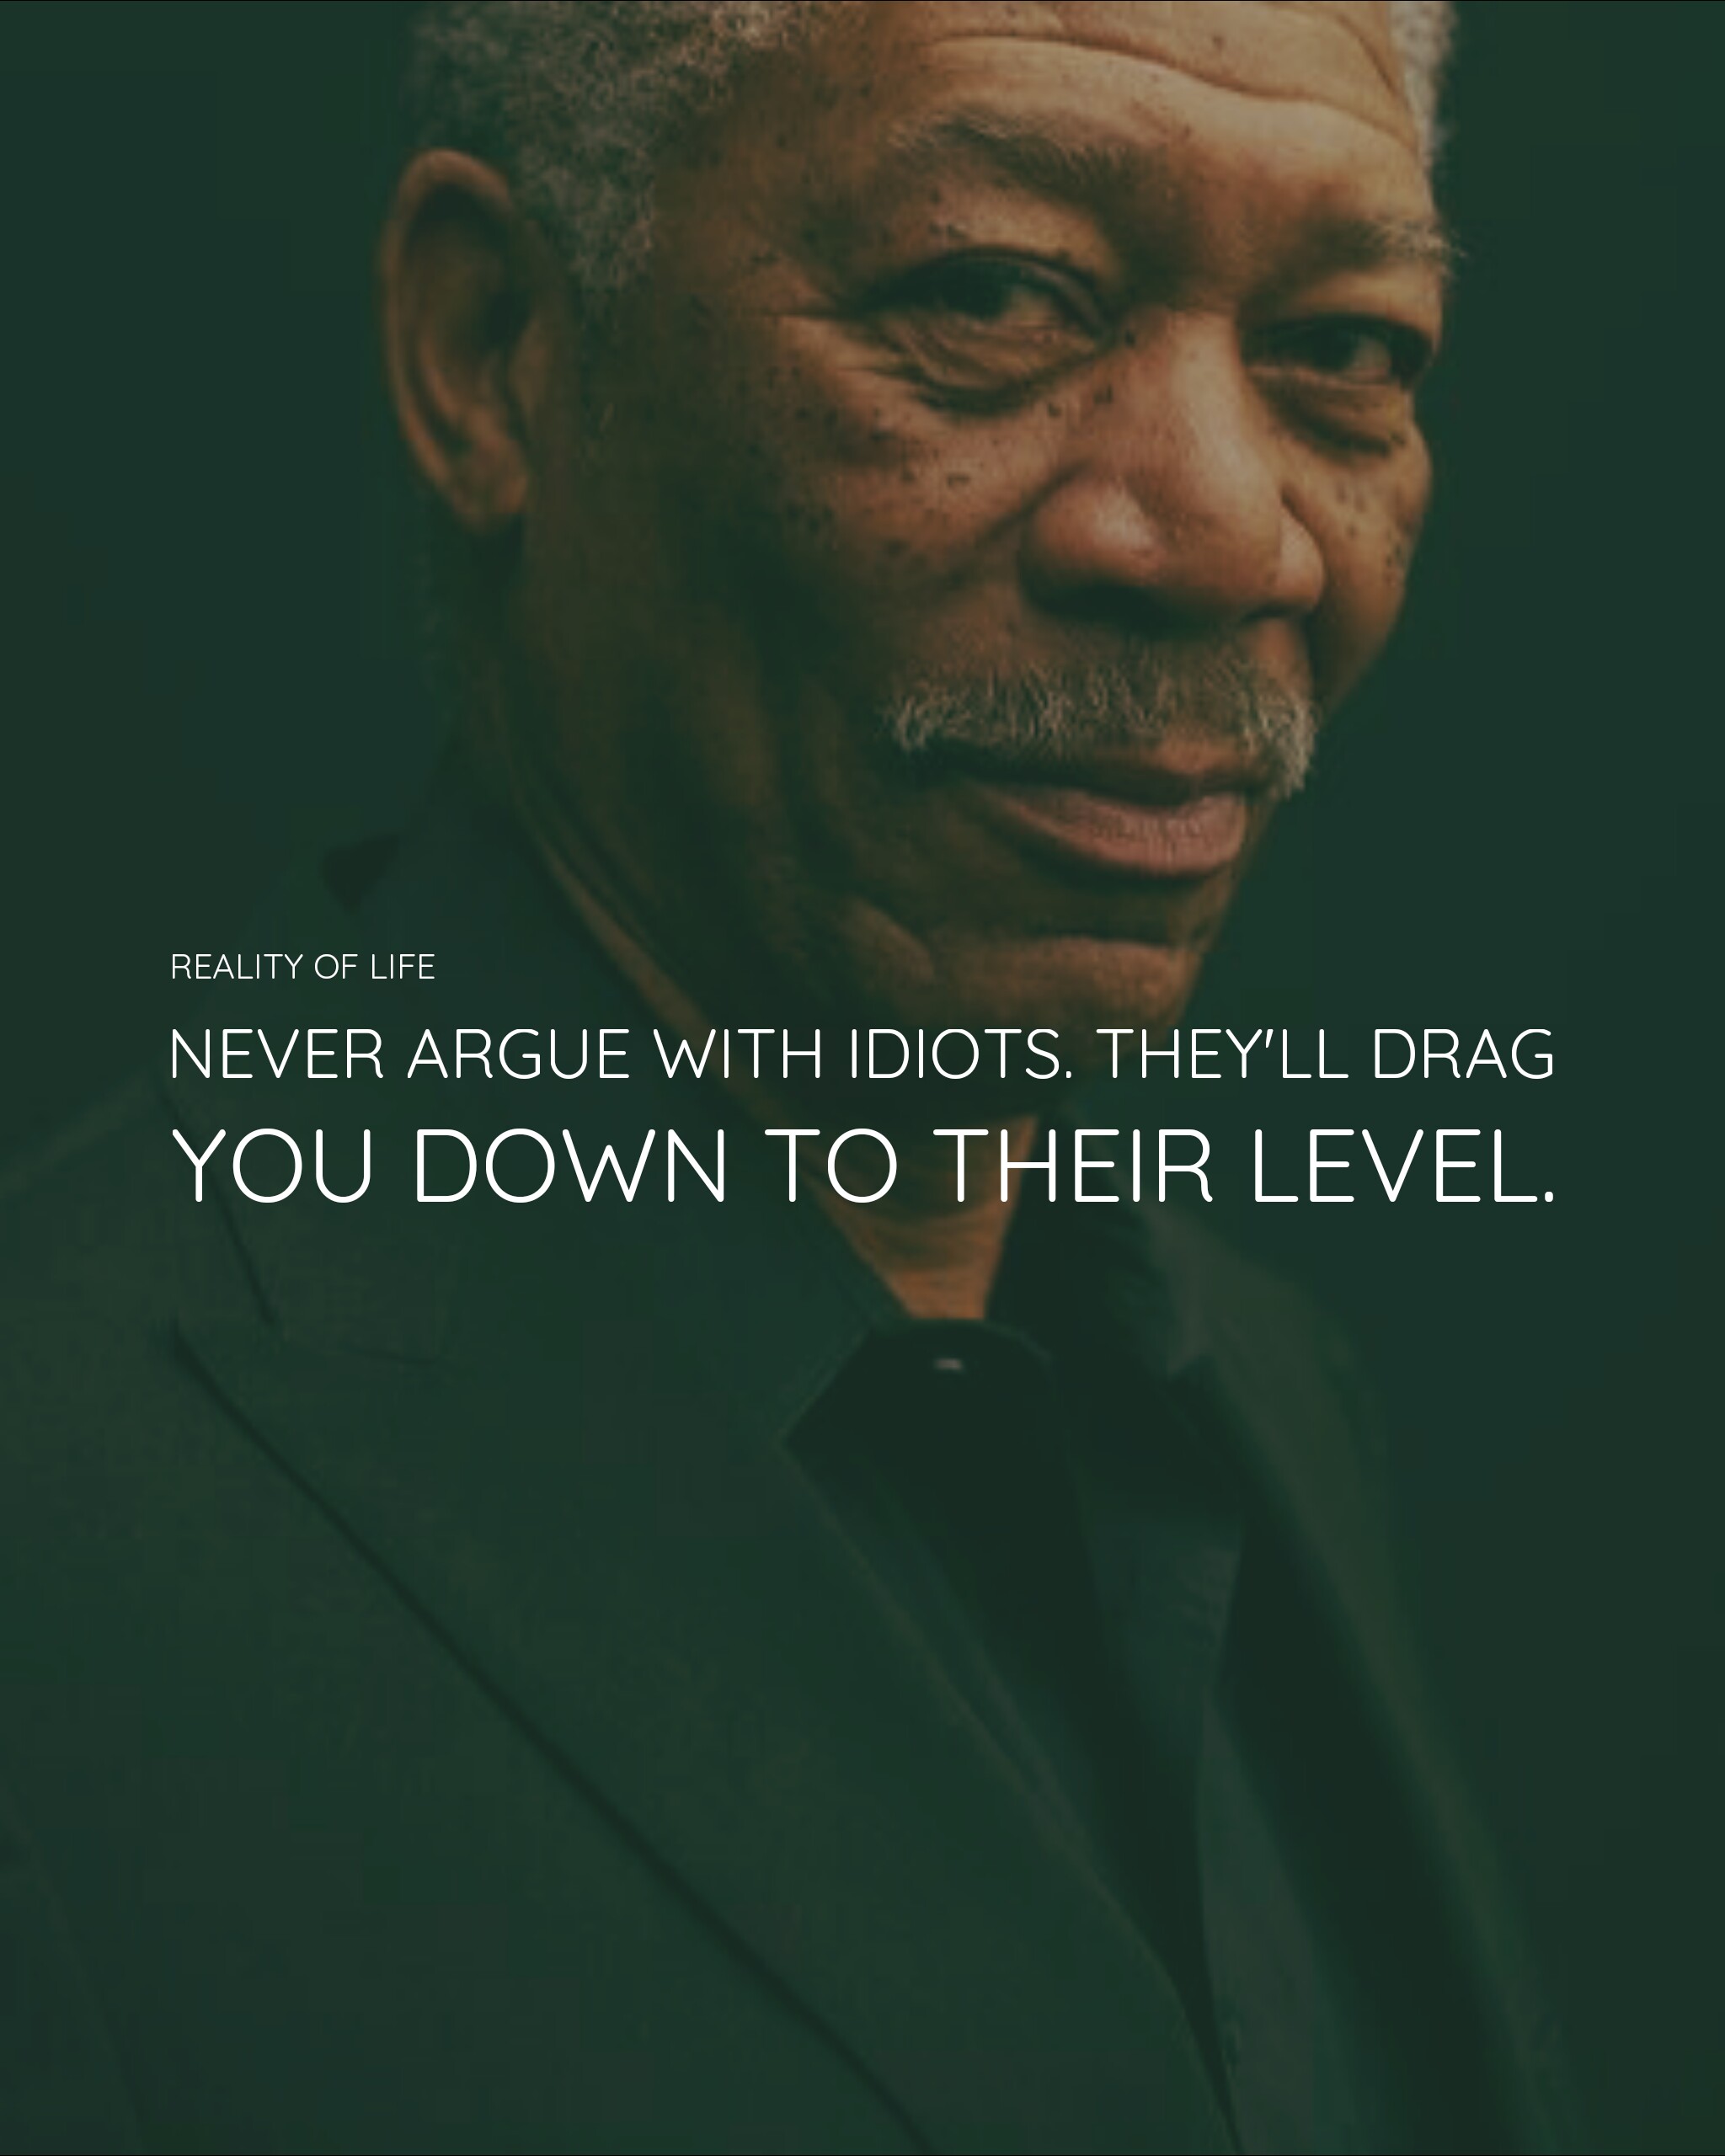 REALITY OF LIFE
NEVER ARGUE WITH IDIOTS. THEY'LL DRAG
YOU DOWN TO THEIR LEVEL.